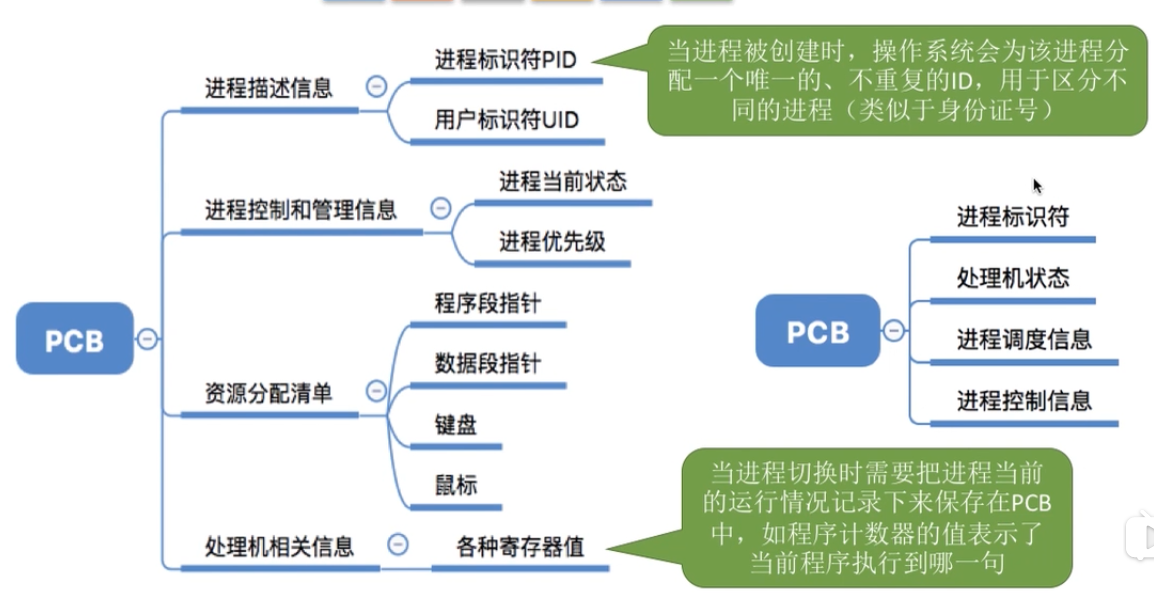 进程标识符PID
进程描述信息
用户标识符UID
当进程被创建时，操作系统会为该进程分
配一个唯一的、不重复的ID，用于区分不
同的进程（类似于身份证号）
进程当前状态
进程控制和管理信息
进程优先级
PCB
程序段指针
数据段指针
资源分配清单
键盘
鼠标
处理机相关信息
各种寄存器值
进程标识符
处理机状态
PCB
进程调度信息
进程控制信息
当进程切换时需要把进程当前
的运行情况记录下来保存在PCB
中，如程序计数器的值表示了
当前程序执行到哪一句